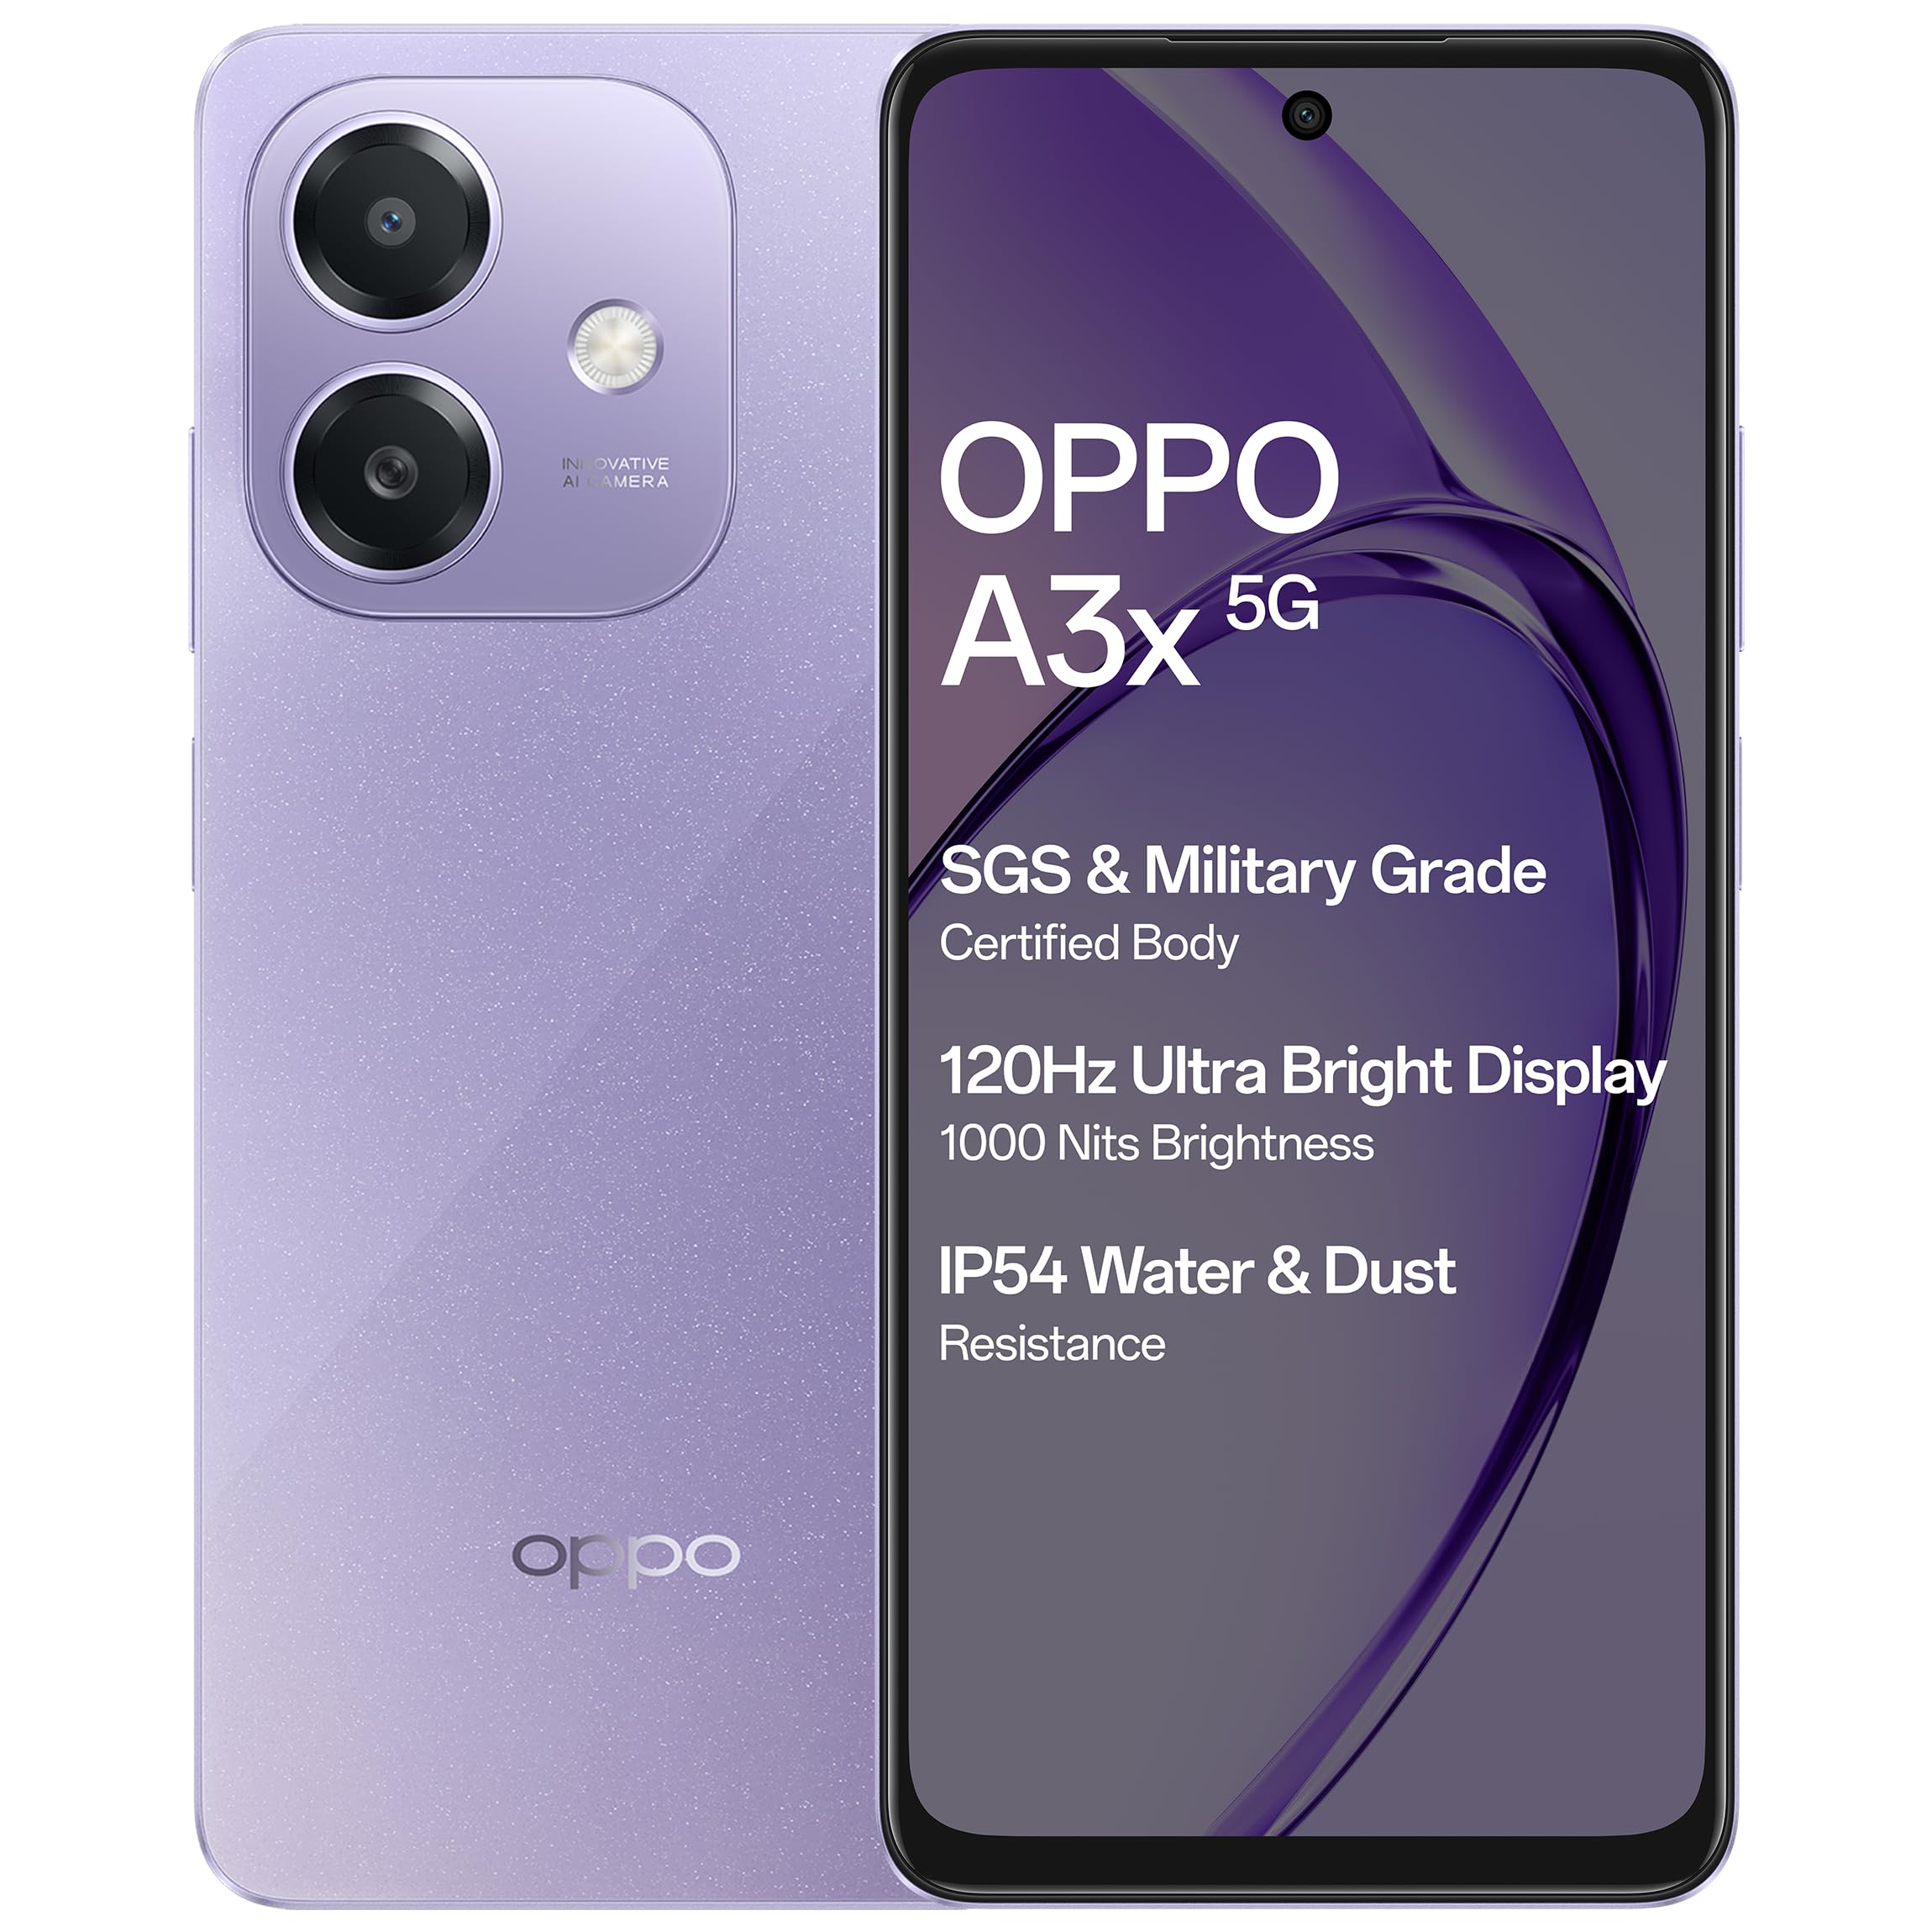 INNOVATIVE
AI CAMERA
oppo
OPPO
A3x 5G
SGS & Military Grade
Certified Body
120Hz Ultra Bright Display
1000 Nits Brightness
IP54 Water & Dust
Resistance